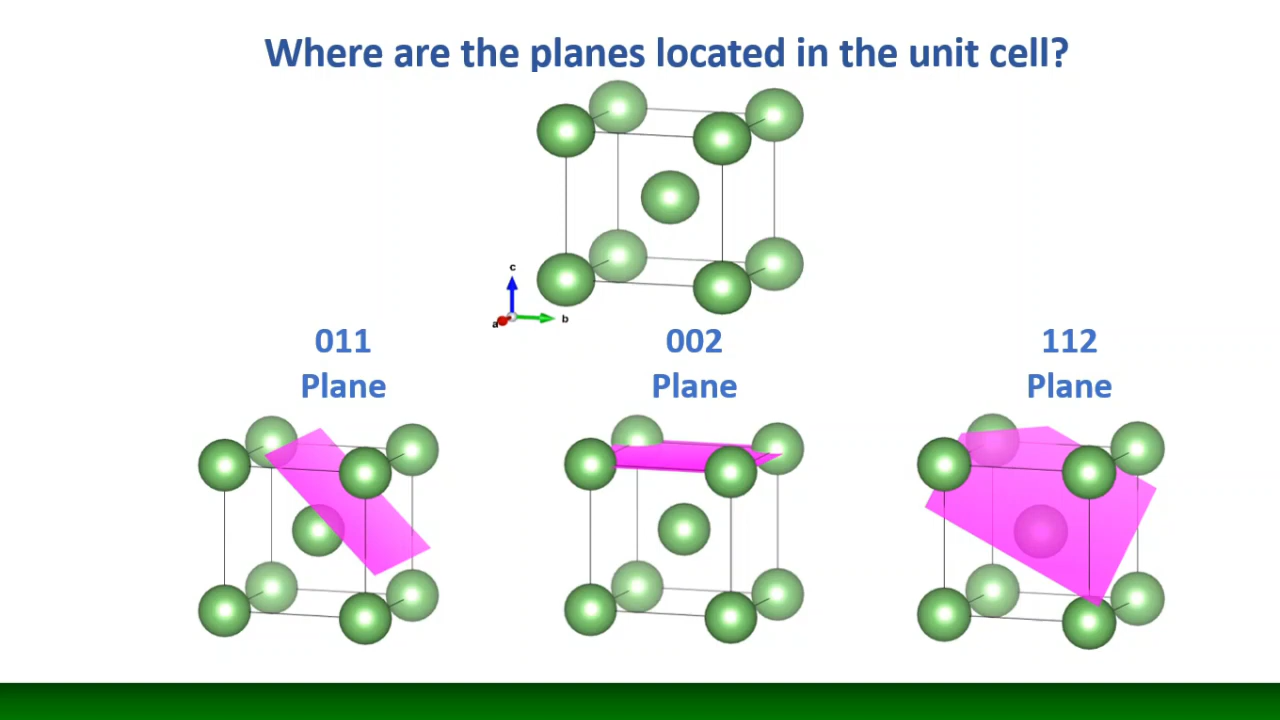 Where are the planes located in the unit cell?
c
a
b
011
Plane
002
Plane
112
Plane